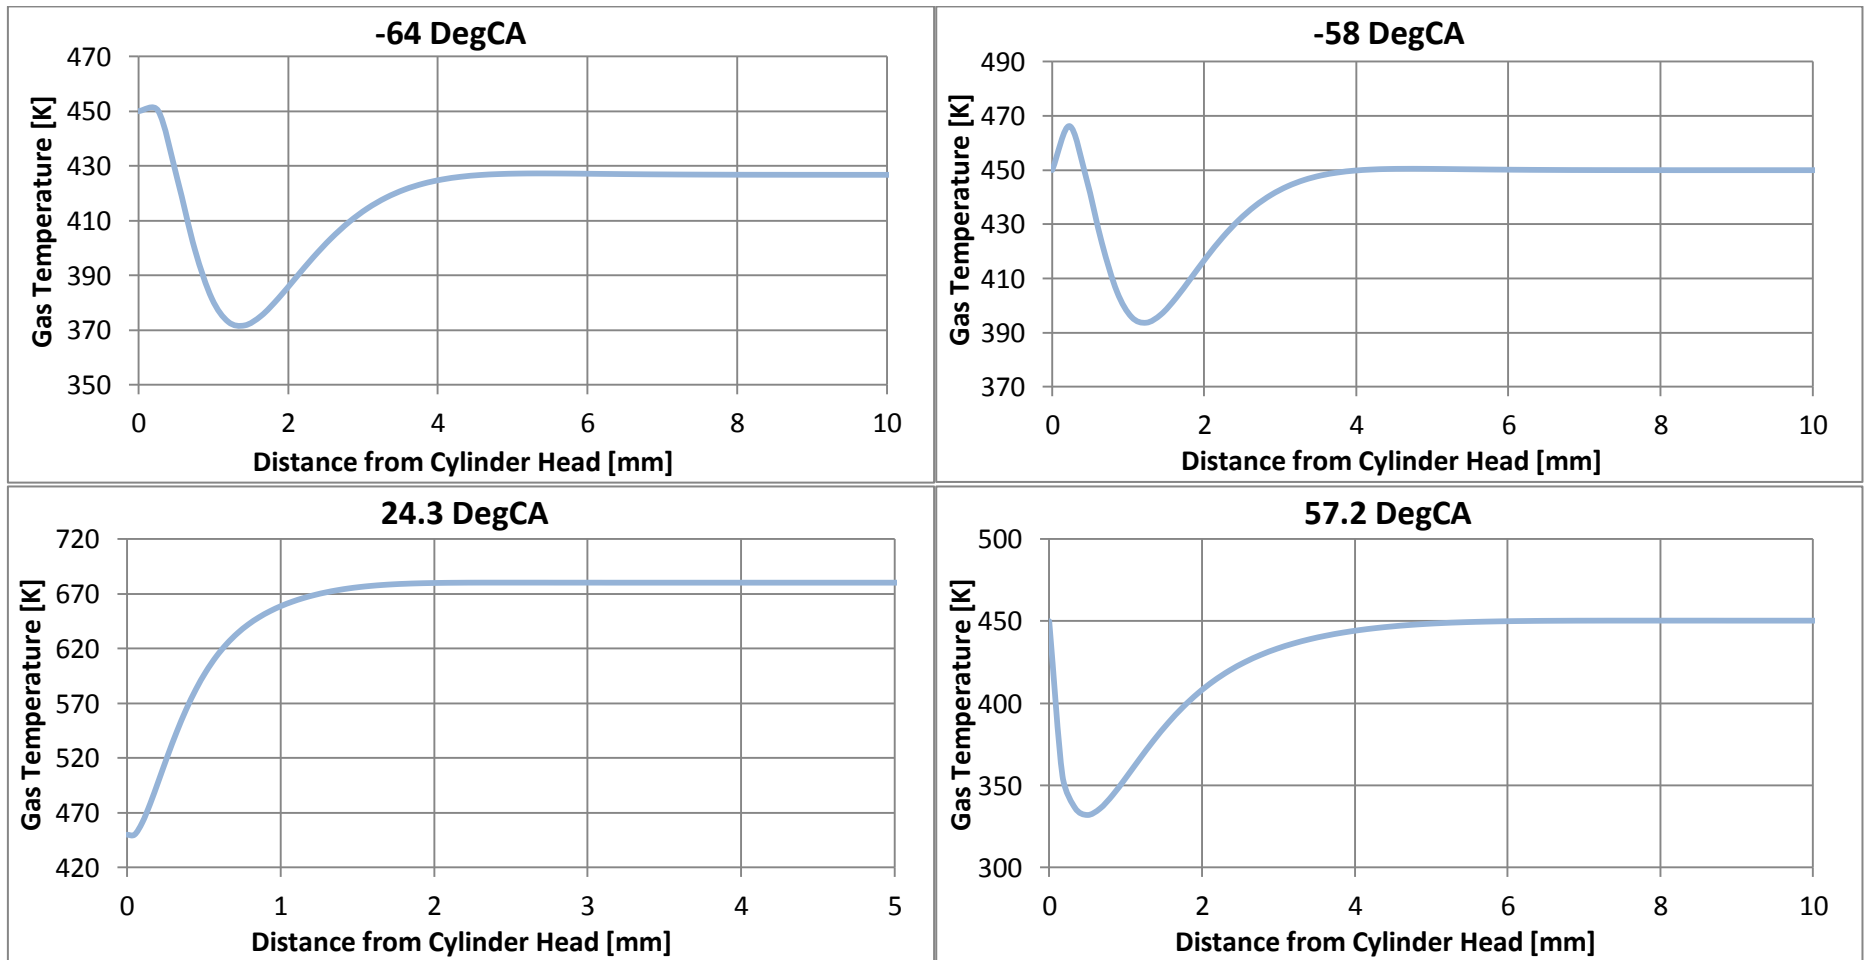 -64 DegCA
Gas Temperature [K]
470
450
430
410
390
370
350
0 2 4 6 8 10
Distance from Cylinder Head [mm]
-58 DegCA
Gas Temperature [K]
490
470
450
430
410
390
370
0 2 4 6 8 10
Distance from Cylinder Head [mm]
24.3 DegCA
Gas Temperature [K]
720
670
620
570
520
470
420
0 1 2 3 4 5
Distance from Cylinder Head [mm]
57.2 DegCA
Gas Temperature [K]
500
450
400
350
300
0 2 4 6 8 10
Distance from Cylinder Head [mm]